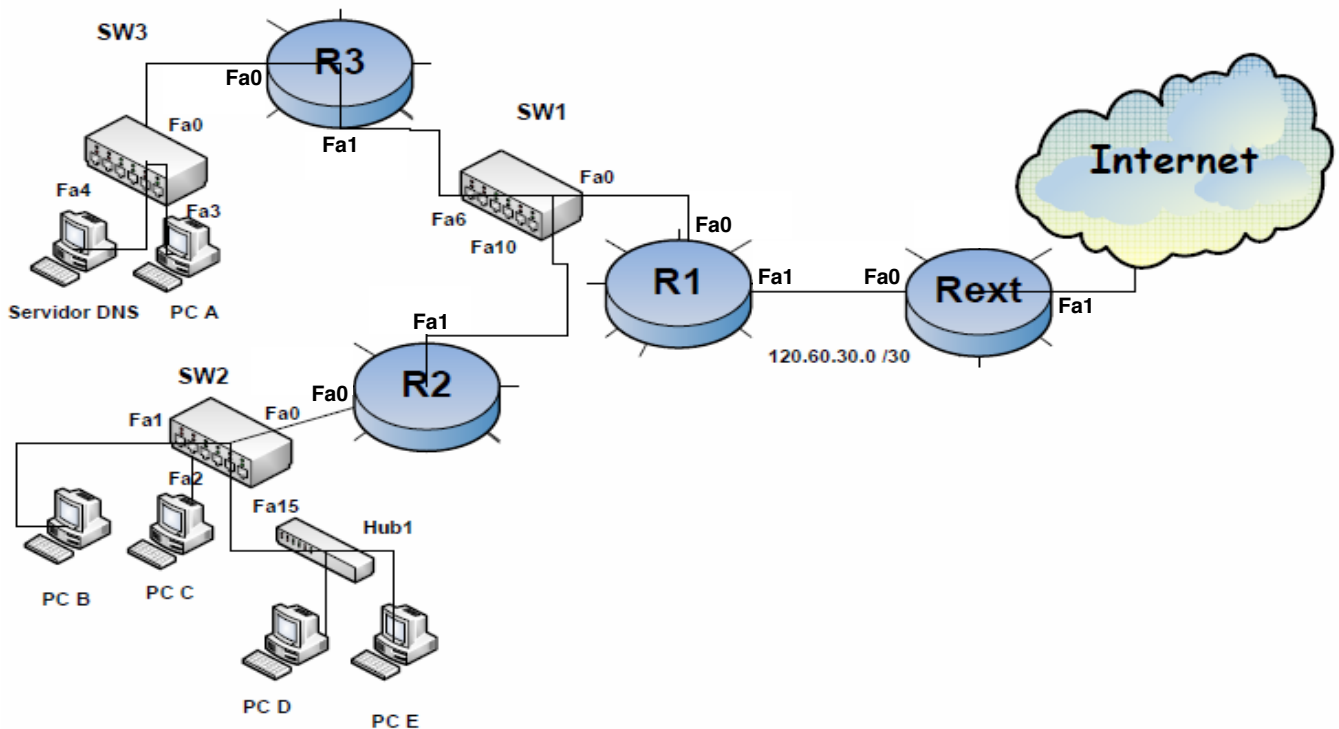 SW3
R3
Fa0
SW1
Fa0
Fa1
Internet
Fa0
Fa4
Fa3
Fa6
Fa10
Fa0
Servidor DNS
PC A
R1
Fa1
Fa0
Rext
Fa1
Fa1
120.60.30.0 /30
SW2
Fa0
R2
Fa1
Fa0
Fa2
Fa15
Hub1
PC B
PC C
PC D
PC E